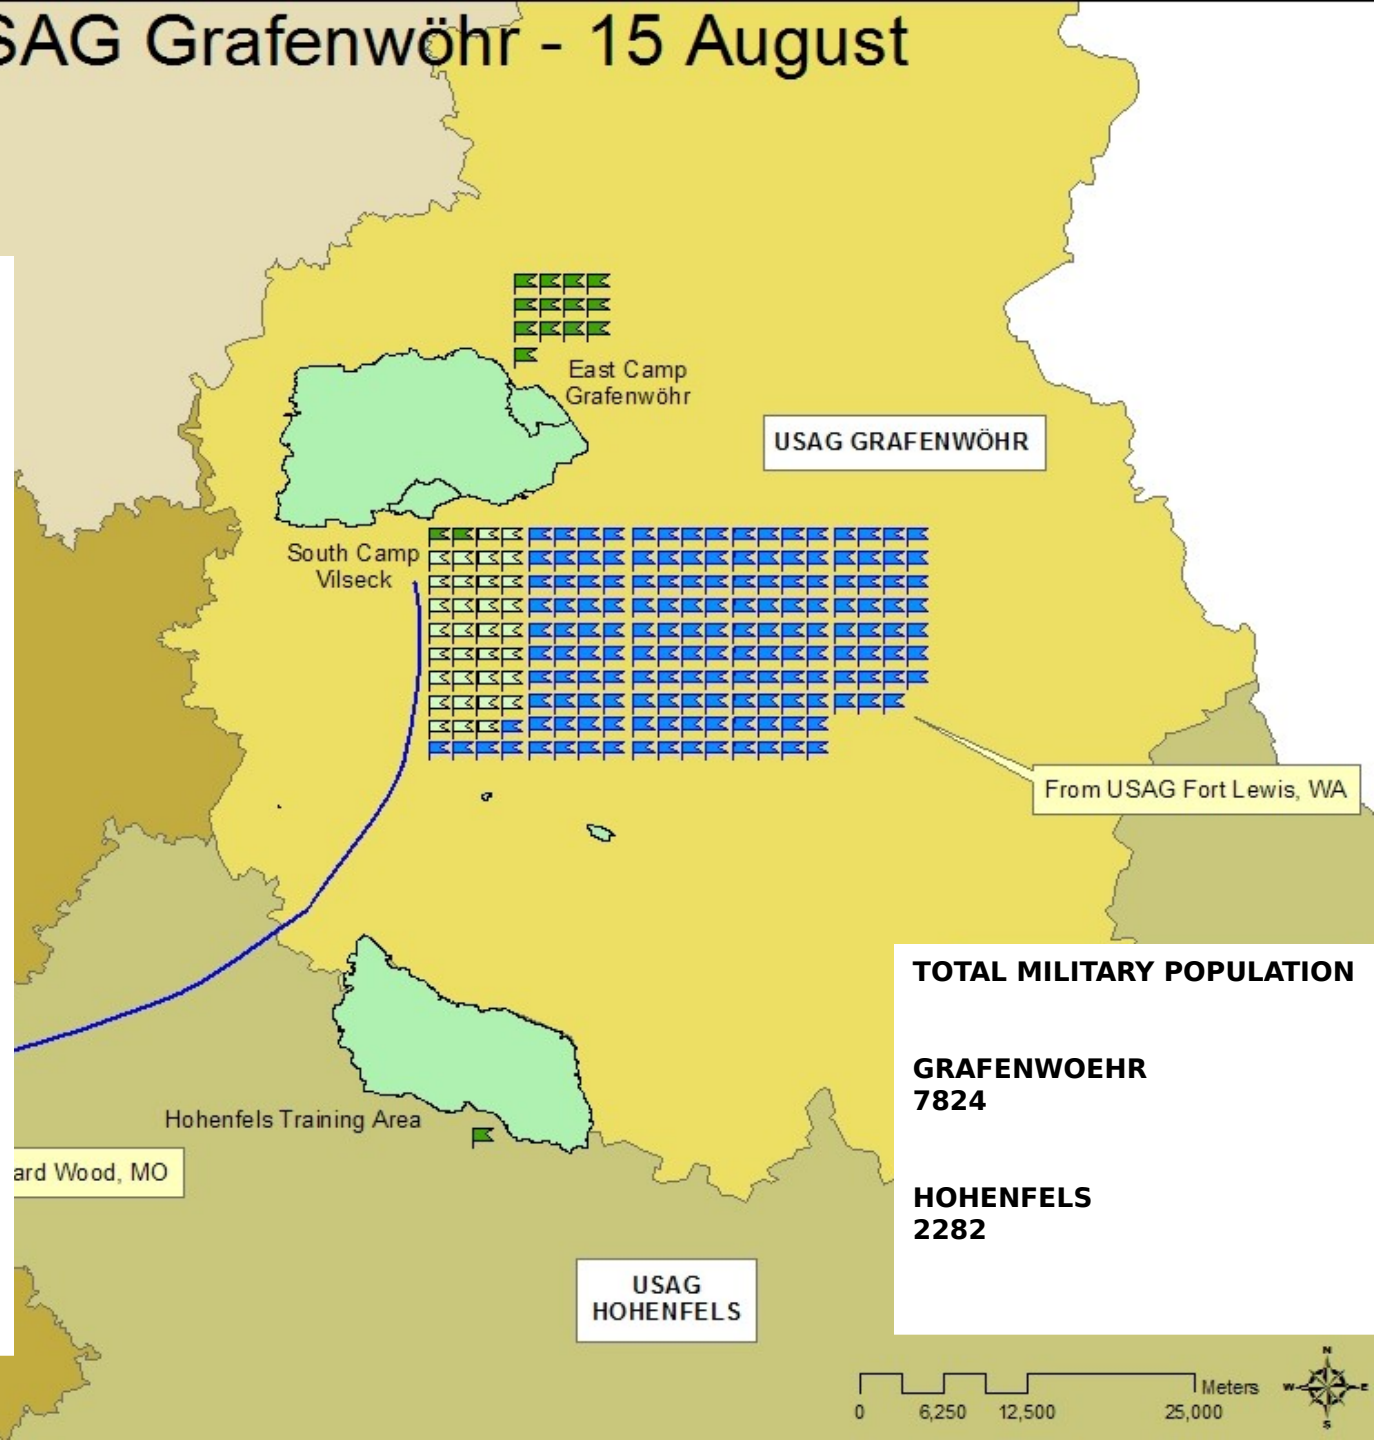 SAG Grafenwöhr - 15 August
East Camp
Grafenwöhr
USAG GRAFENWÖHR
South Camp
Vilseck
From USAG Fort Lewis, WA
TOTAL MILITARY POPULATION
GRAFENWOEHR
7824
HOHENFELS
2282
Hohenfels Training Area
ard Wood, MO
USAG
HOHENFELS
Meters
0 6,250 12,500 25,000
N
W E
S